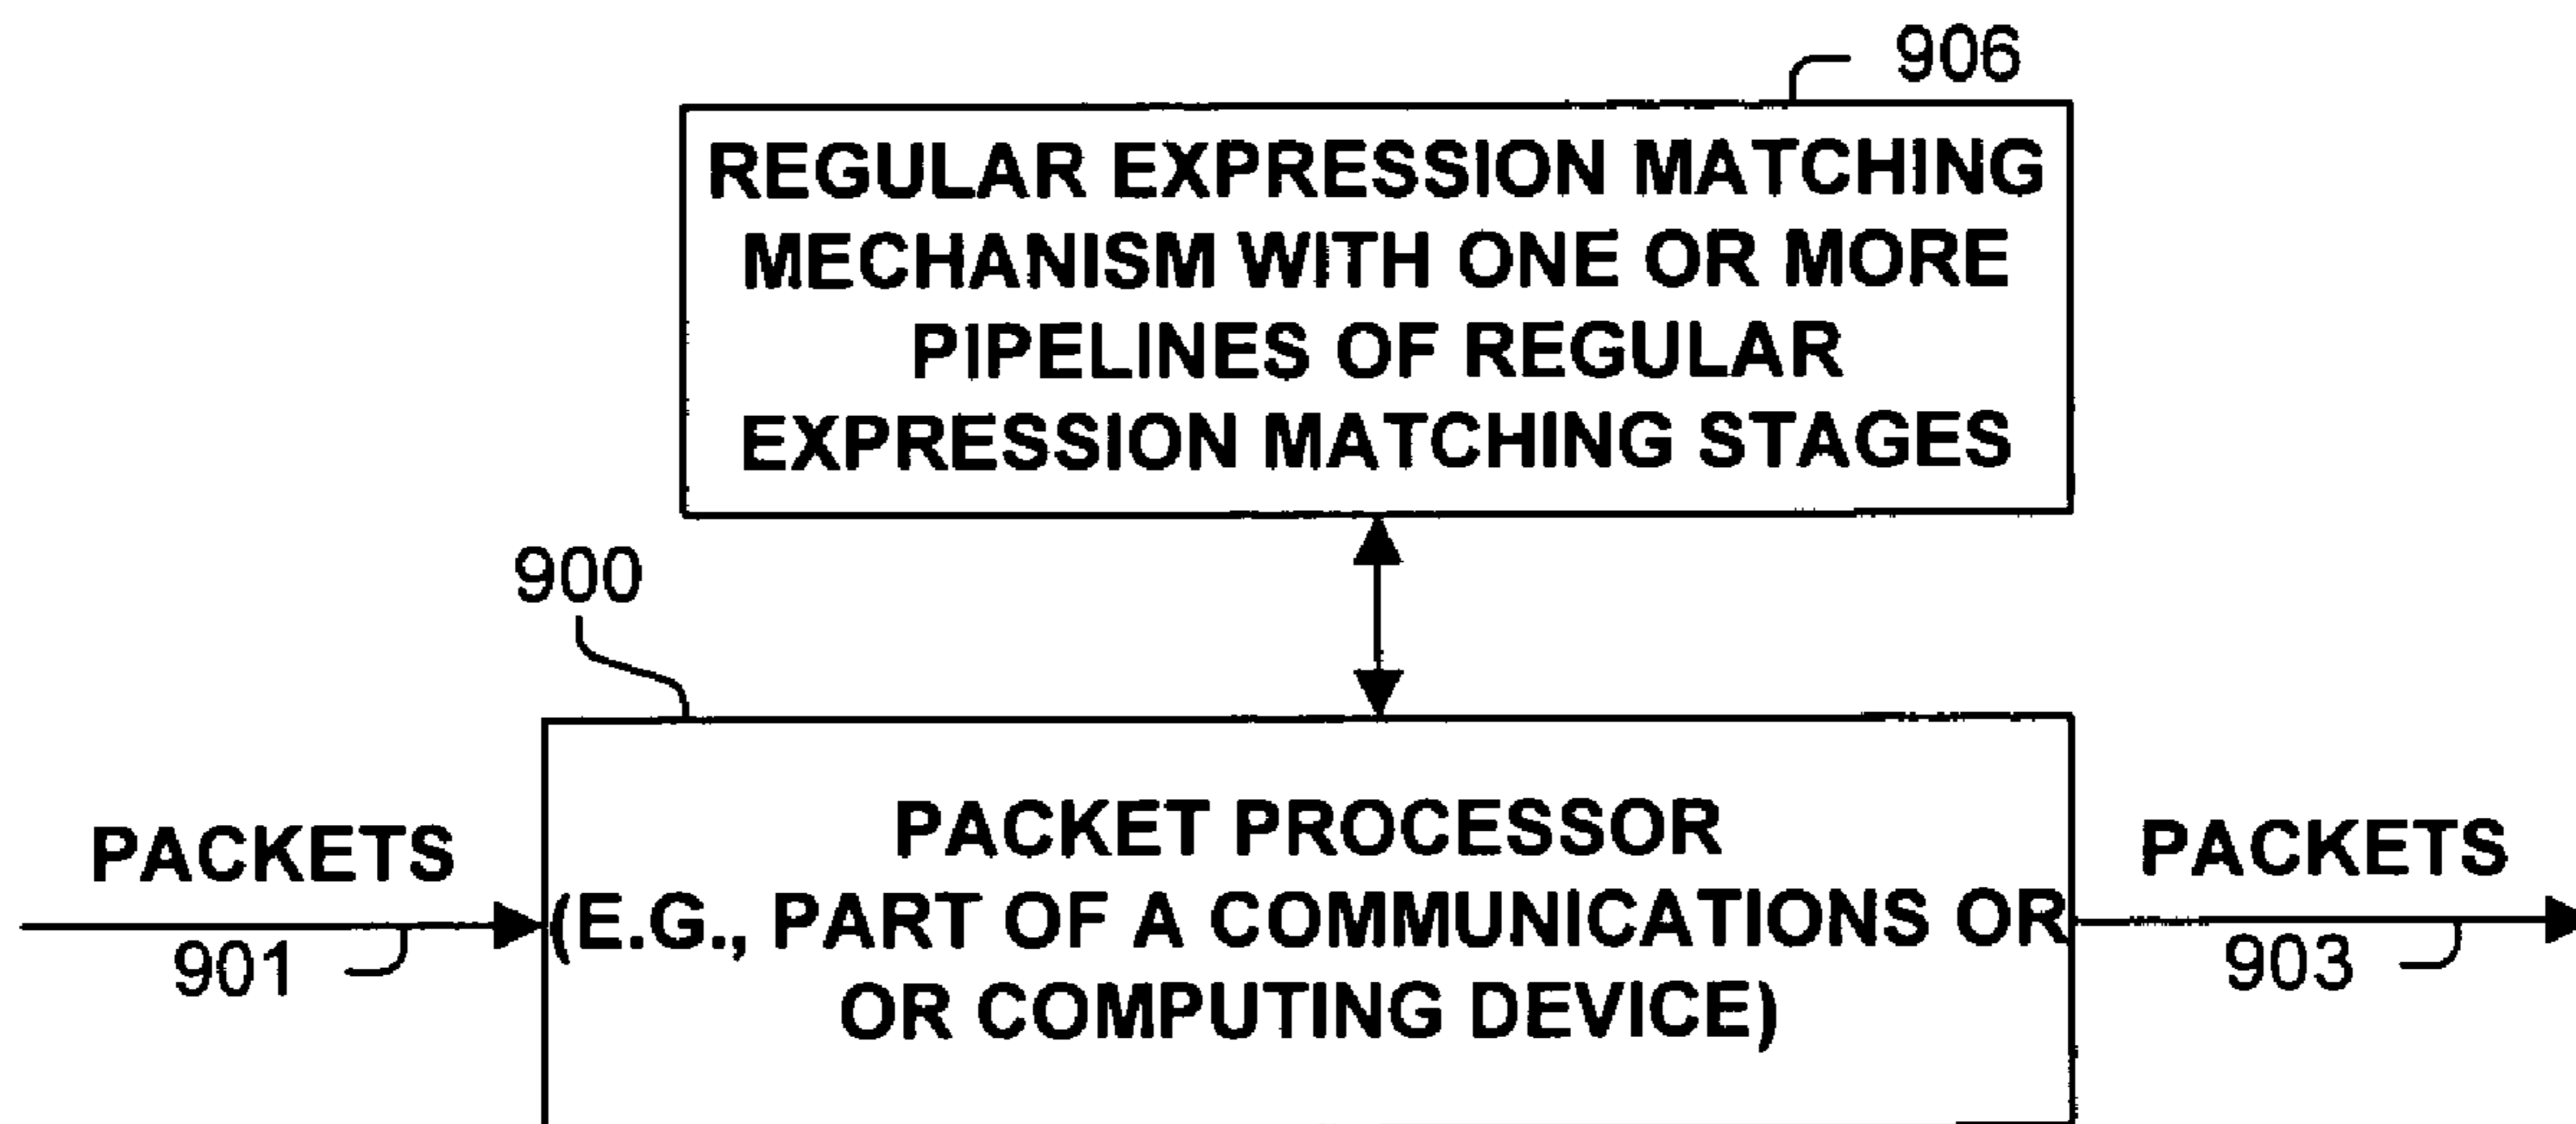 906
REGULAR EXPRESSION MATCHING
MECHANISM WITH ONE OR MORE
PIPELINES OF REGULAR
EXPRESSION MATCHING STAGES
900
PACKETS
901
PACKET PROCESSOR
(E.G., PART OF A COMMUNICATIONS OR
OR COMPUTING DEVICE)
PACKETS
903